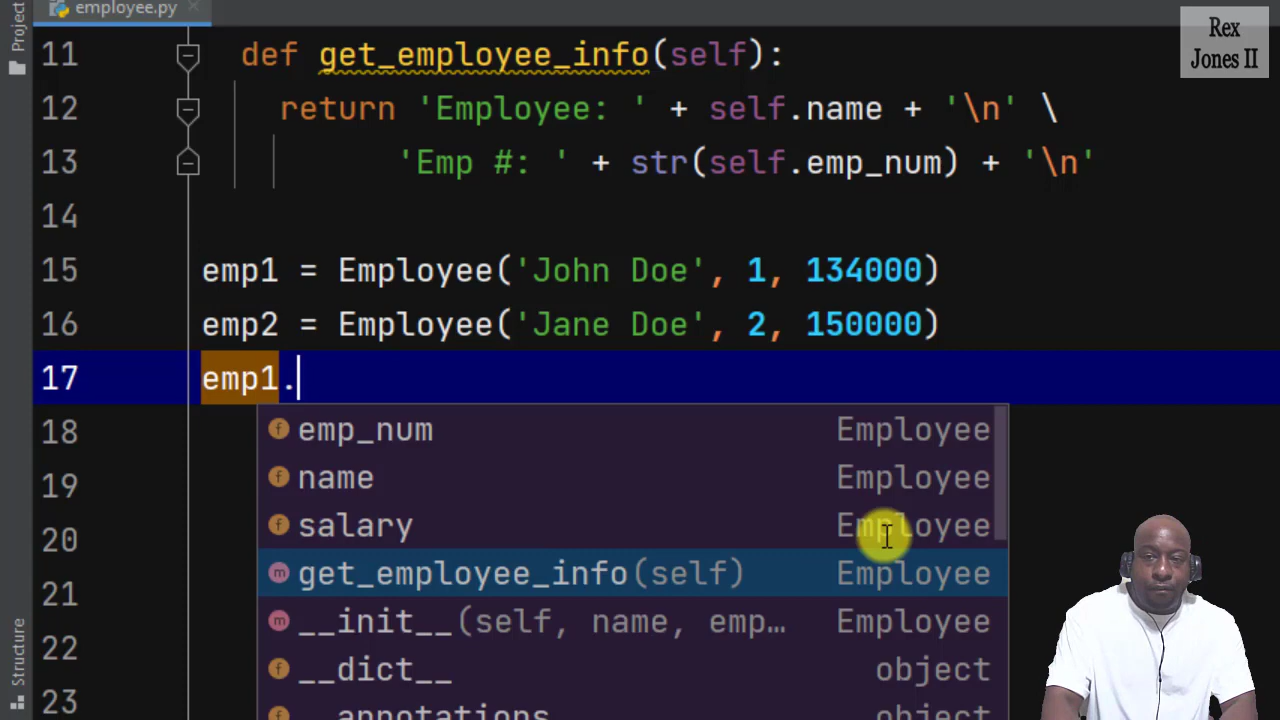 Project
employee.py
Rex
Jones II
11 def get_employee_info(self):
12 return 'Employee: ' + self.name + '\n' \
13 'Emp #: ' + str(self.emp_num) + '\n'
14
15 emp1 = Employee('John Doe', 1, 134000)
16 emp2 = Employee('Jane Doe', 2, 150000)
17 emp1.
18
19
20
21
22
23
f emp_num Employee
f name Employee
f salary Employee
m get_employee_info(self) Employee
m __init__(self, name, emp… Employee
f __dict__ object
__annotations__ object
Structure